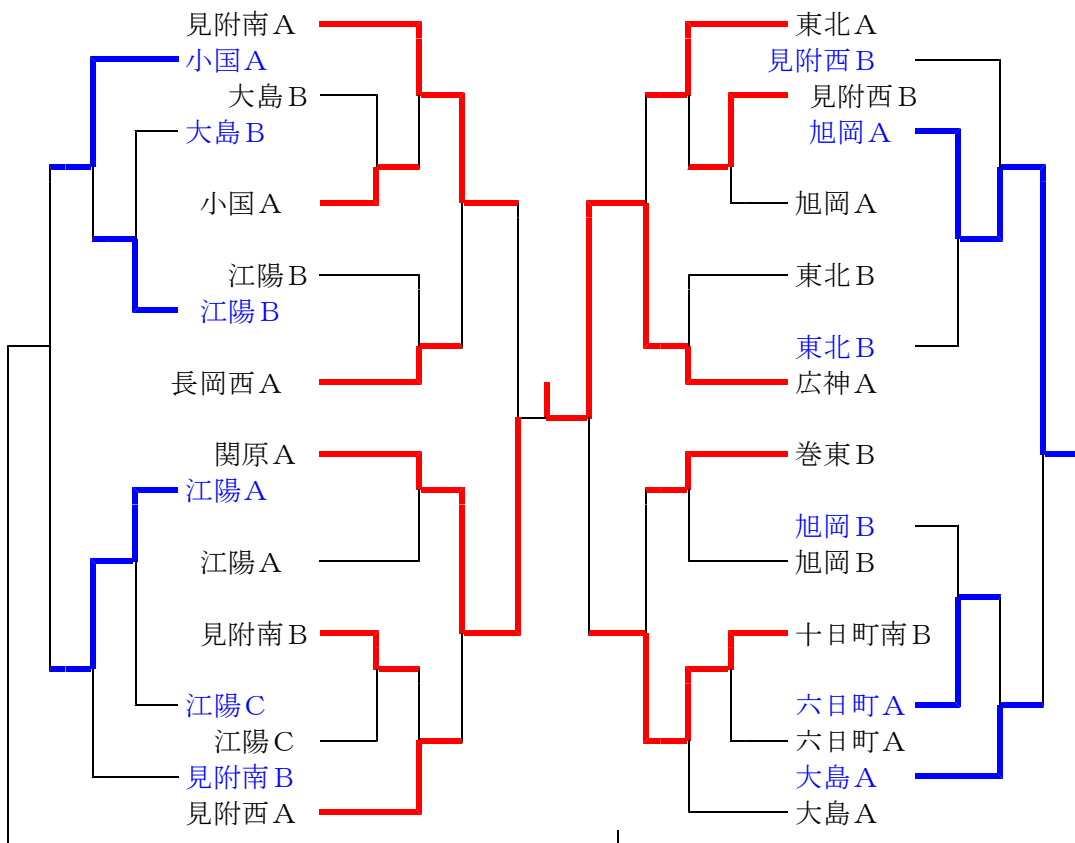 見附南A
小国A
大島B
大島B
小国A
江陽B
江陽B
長岡西A
関原A
江陽A
江陽A
見附南B
江陽C
江陽C
見附南B
見附西A
東北A
見附西B
見附西B
旭岡A
旭岡A
東北B
東北B
広神A
巻東B
旭岡B
旭岡B
十日町南B
六日町A
六日町A
大島A
大島A